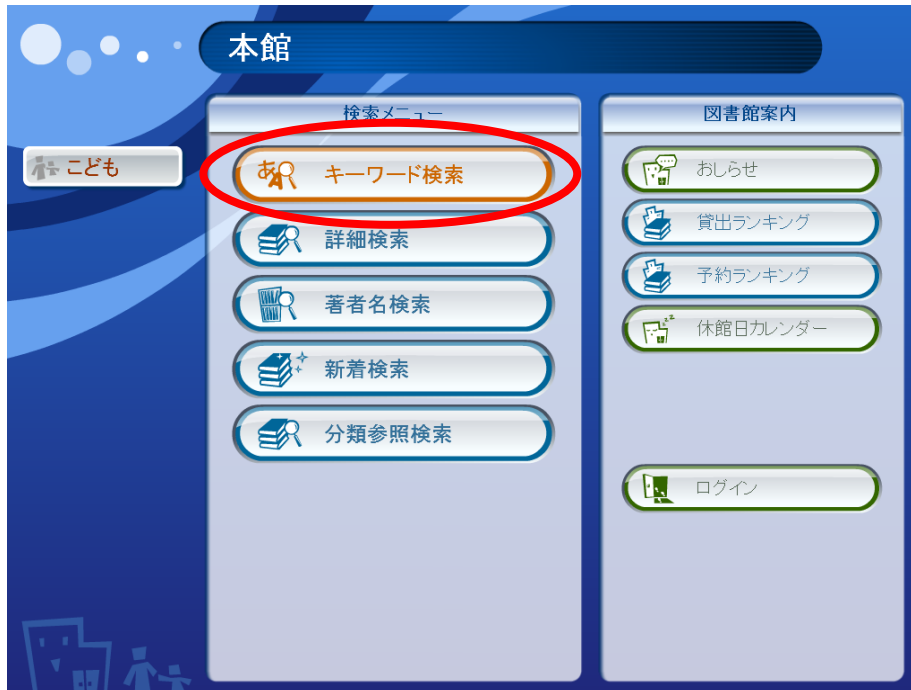 本館
こども
検索メニュー
キーワード検索
詳細検索
著者名検索
新着検索
分類参照検索
図書館案内
おしらせ
貸出ランキング
予約ランキング
休館日カレンダー
ログイン